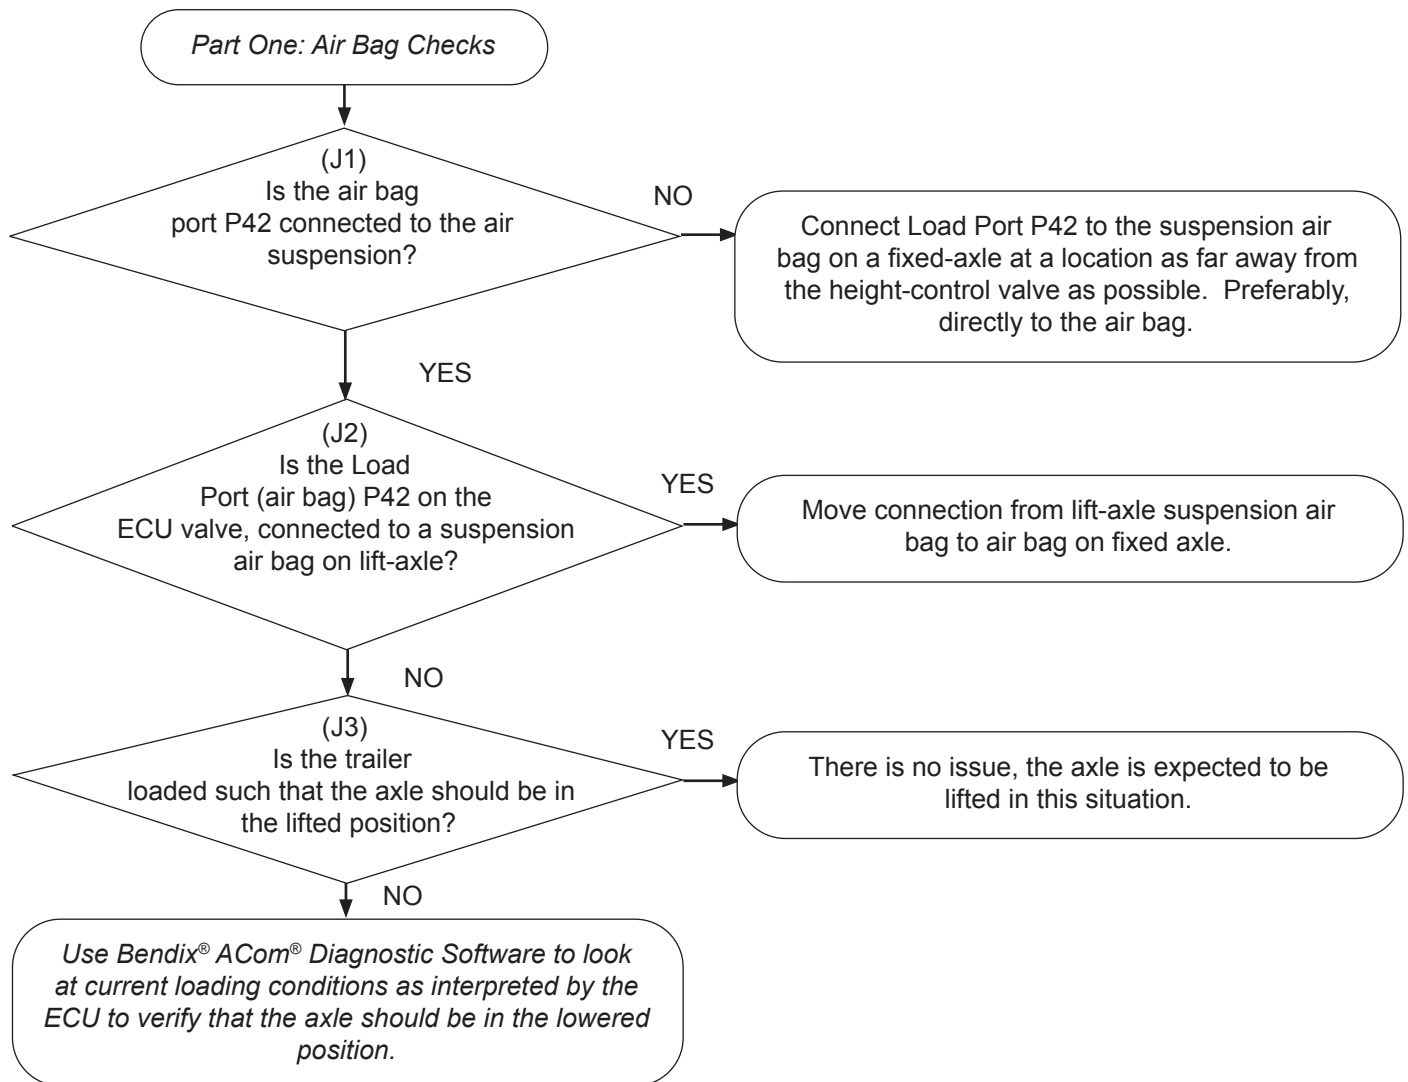 Part One: Air Bag Checks
(J1)
Is the air bag
port P42 connected to the air
suspension?
NO
Connect Load Port P42 to the suspension air
bag on a fixed-axle at a location as far away from
the height-control valve as possible.  Preferably,
directly to the air bag.
YES
(J2)
Is the Load
Port (air bag) P42 on the
ECU valve, connected to a suspension
air bag on lift-axle?
YES
Move connection from lift-axle suspension air
bag to air bag on fixed axle.
NO
(J3)
Is the trailer
loaded such that the axle should be in
the lifted position?
YES
There is no issue, the axle is expected to be
lifted in this situation.
NO
Use Bendix® ACom® Diagnostic Software to look
at current loading conditions as interpreted by the
ECU to verify that the axle should be in the lowered
position.